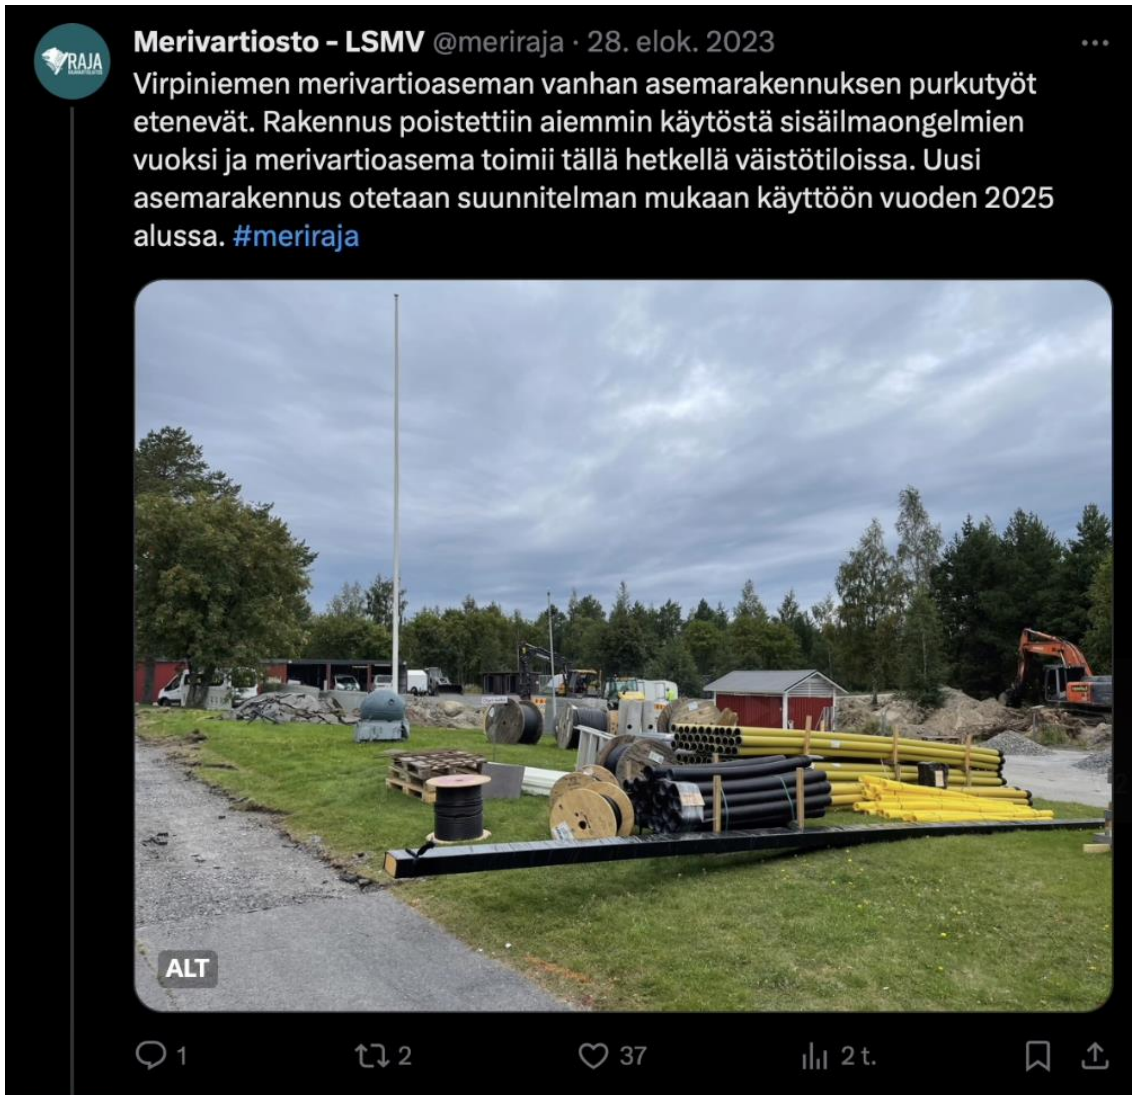 RAJA
Merivartiosto - LSMV @meriraja · 28. elok. 2023
Virpiniemen merivartioaseman vanhan asemarakennuksen purkutyöt
etenevät. Rakennus poistettiin aiemmin käytöstä sisäilmaongelmien
vuoksi ja merivartioasema toimii tällä hetkellä väistötiloissa. Uusi
asemarakennus otetaan suunnitelman mukaan käyttöön vuoden 2025
alussa. #meriraja
ALT
1
2
37
2 t.